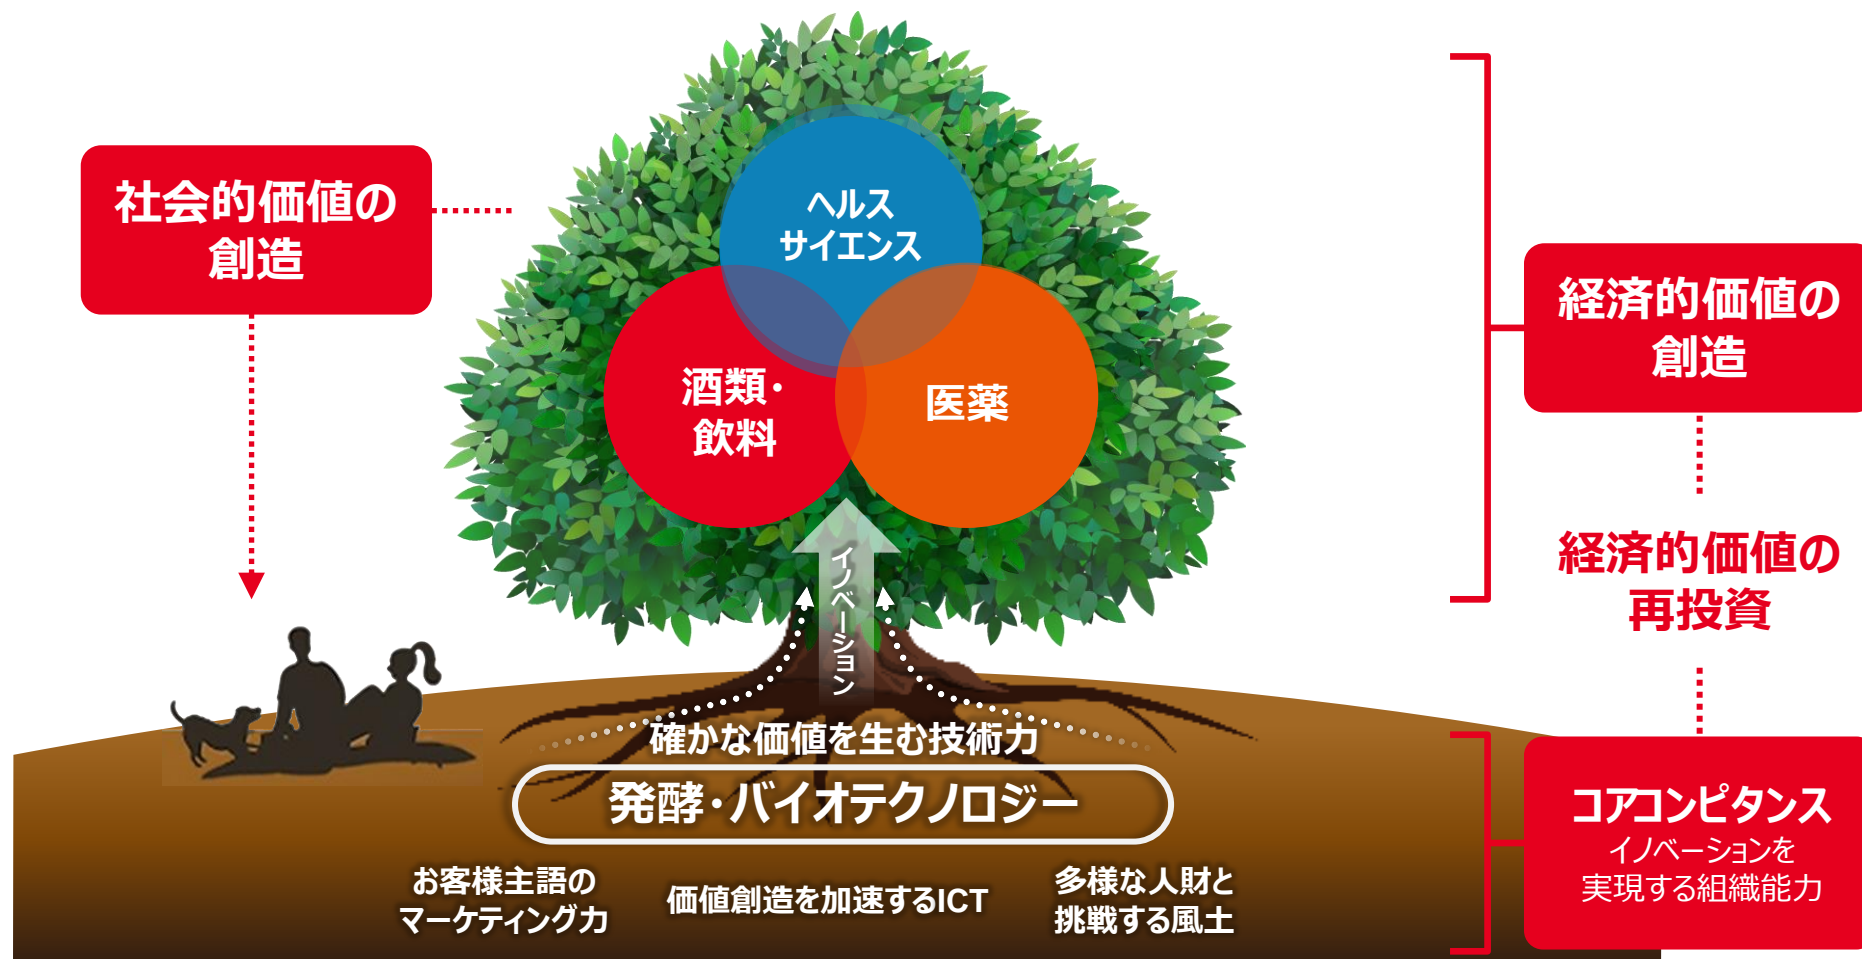 社会的価値の
創造
ヘルス
サイエンス
酒類・
飲料
医薬
イノベーション
経済的価値の
創造
経済的価値の
再投資
確かな価値を生む技術力
発酵・バイオテクノロジー
お客様主語の
マーケティング力
価値創造を加速するICT
多様な人財と
挑戦する風土
コアコンピタンス
イノベーションを
実現する組織能力